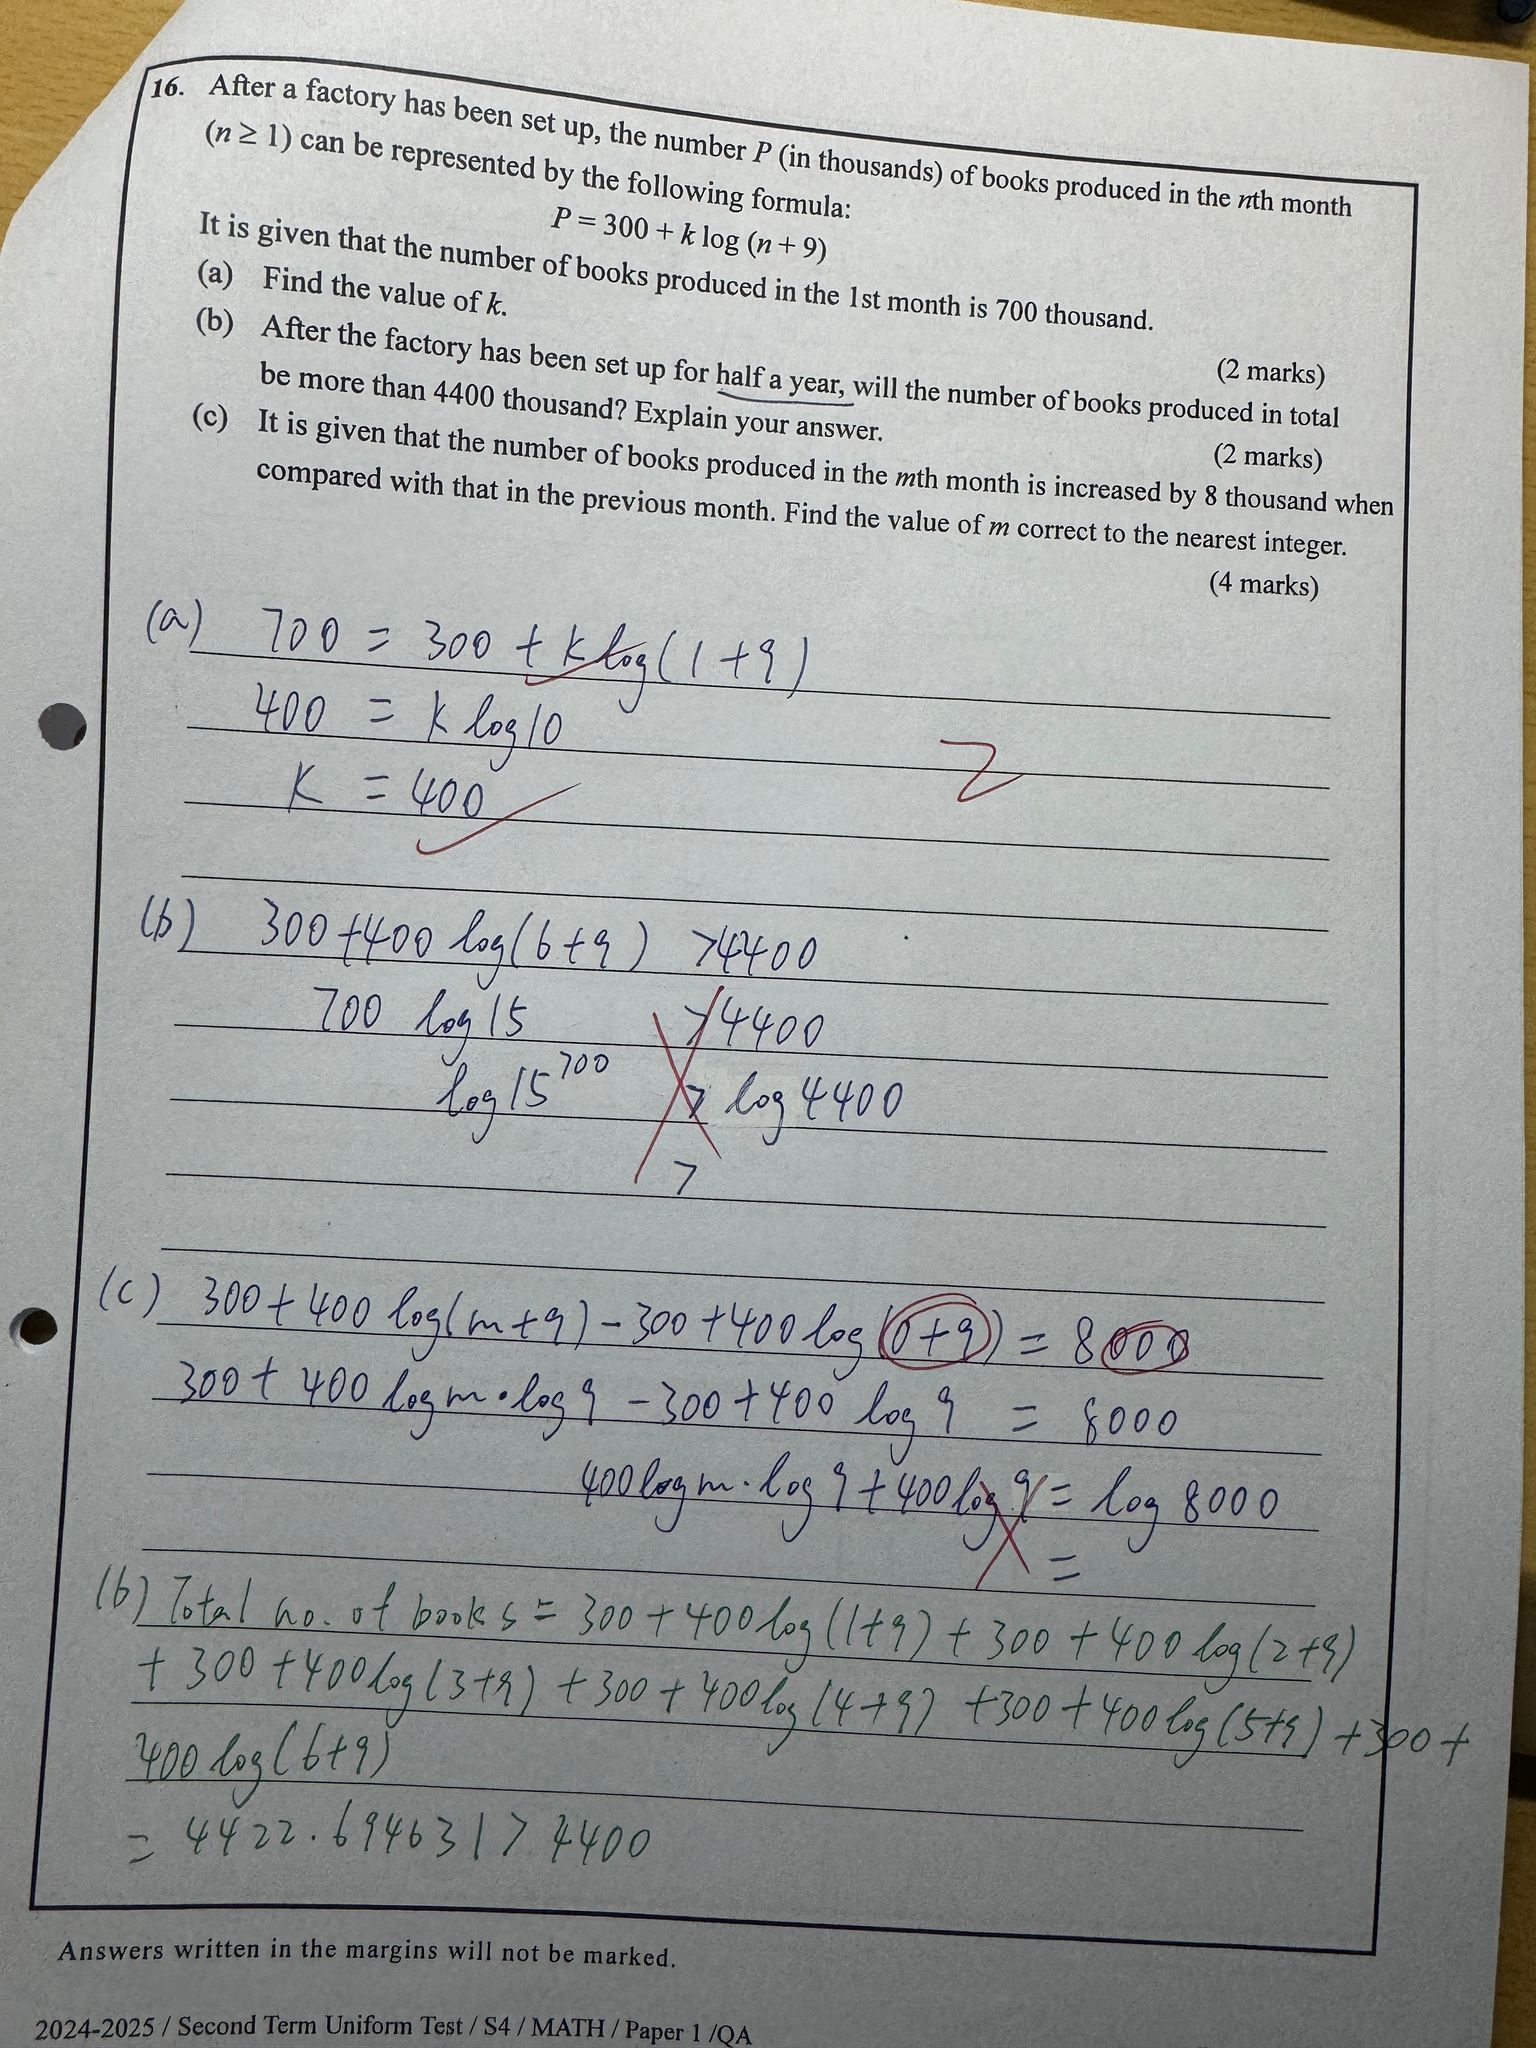 16. After a factory has been set up, the number P (in thousands) of books produced in the nth month
(n ≥ 1) can be represented by the following formula:
P = 300 + k log (n + 9)
It is given that the number of books produced in the 1st month is 700 thousand.
(a) Find the value of k.
(2 marks)
(b) After the factory has been set up for half a year, will the number of books produced in total
be more than 4400 thousand? Explain your answer.
(2 marks)
(c) It is given that the number of books produced in the mth month is increased by 8 thousand when
compared with that in the previous month. Find the value of m correct to the nearest integer.
(4 marks)
(a) 700 = 300 + k log(1+9)
400 = k log 10
k = 400
2
(b) 300+400 log(6+9) >4400
700 log 15 >4400
log 15^700 > log 4400
>
(c) 300+400 log(m+9) - 300+400 log(0+9) = 8000
300+400 log m • log 9 - 300+400 log 9 = 8000
400 log m · log 9 + 400 log 9 = log 8000
=
(b) Total no. of books = 300+400 log(1+9) + 300 + 400 log(2+9)
+ 300 + 400 log(3+9) + 300 + 400 log(4+9) + 300 + 400 log(5+9) + 300 +
400 log(6+9)
= 4422.694631 > 4400
Answers written in the margins will not be marked.
2024-2025 / Second Term Uniform Test / S4 / MATH / Paper 1 /QA